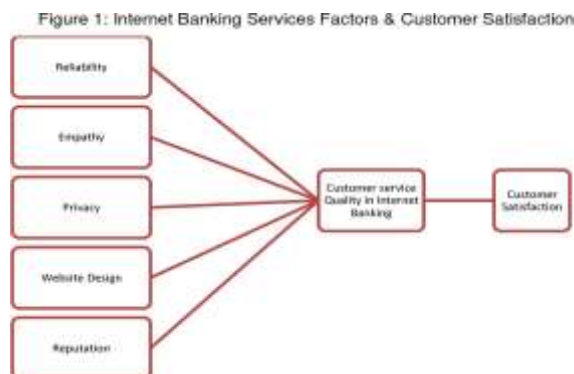 Figure 1: Internet Banking Services Factors & Customer Satisfaction
Reliability
Empathy
Privacy
Website Design
Reputation
Customer service
Quality in Internet
Banking
Customer
Satisfaction